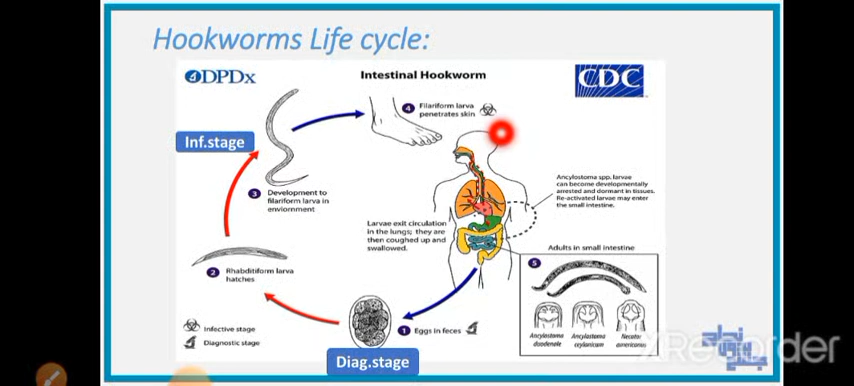 Hookworms Life cycle:
DPDx
Intestinal Hookworm
CDC
4 Filariform larva
penetrates skin
Inf.stage
Ancylostoma spp. larvae
can become developmentally
arrested and dormant in tissues.
Re-activated larvae may enter
the small intestine.
3 Development to
filariform larva in
enviornment
Larvae exit circulation
in the lungs; they are
then coughed up and
swallowed.
Adults in small intestine
2 Rhabditiform larva
hatches
5
Infective stage
Diagnostic stage
1 Eggs in feces
Ancylostoma
duodenale
Ancylostoma
ceylanicum
Necator
americanus
Diag.stage
XRecorder